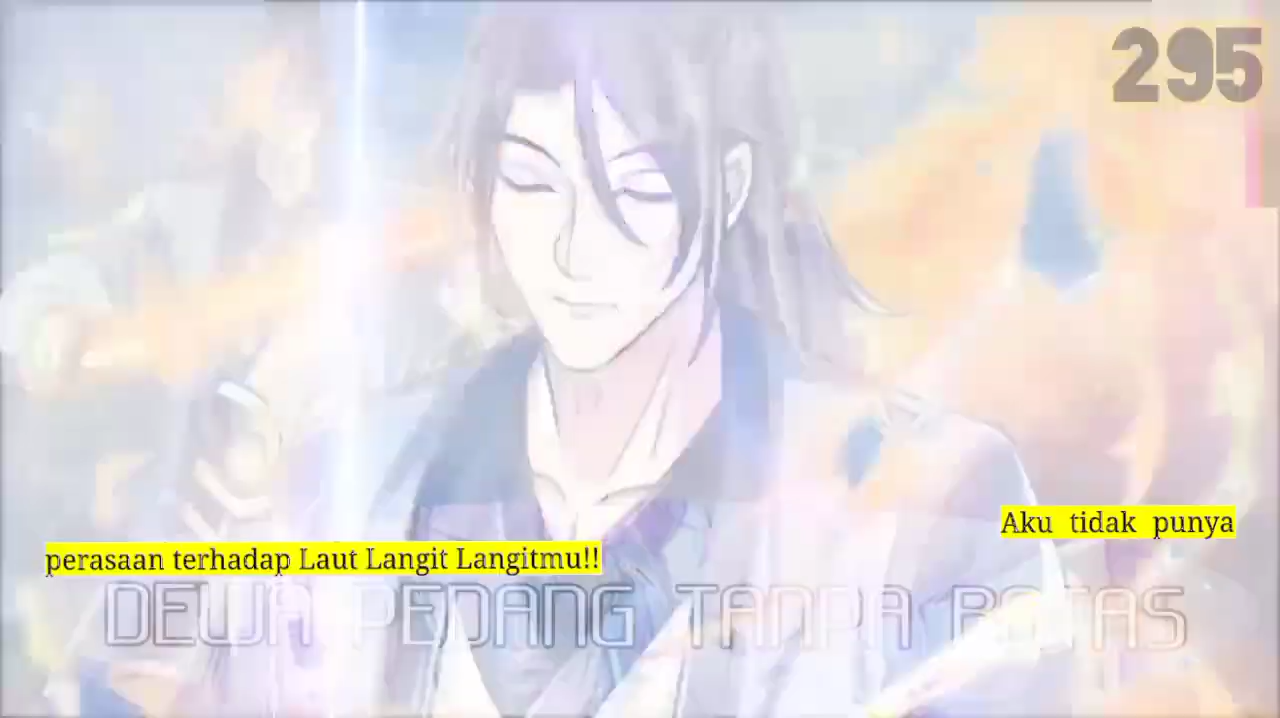 295
Aku tidak punya
perasaan terhadap Laut Langit Langitmu!!
DEWA PEDANG TANPA BATAS